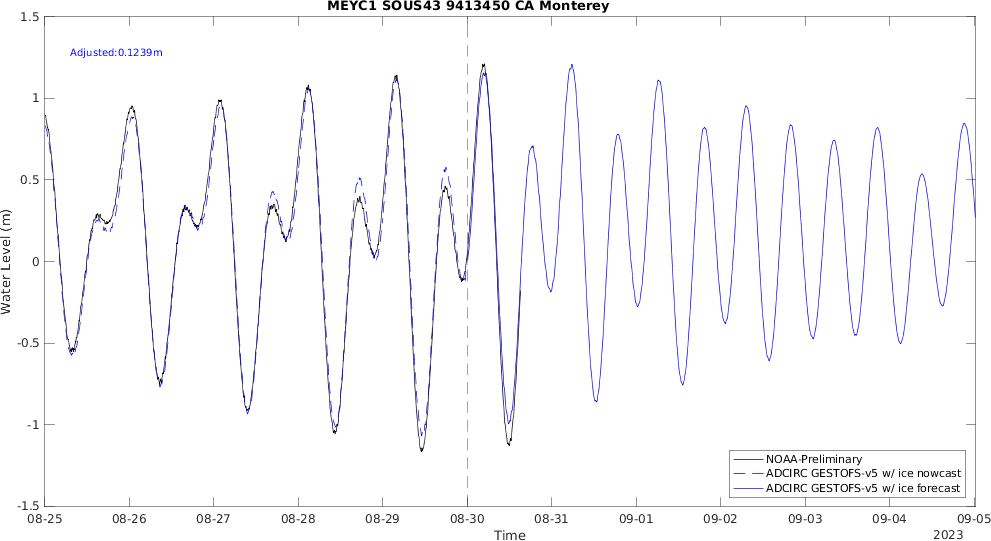 MEYC1 SOUS43 9413450 CA Monterey
Adjusted:0.1239m
1.5
1
0.5
0
-0.5
-1
-1.5
Water Level (m)
NOAA-Preliminary
ADCIRC GESTOFS-v5 w/ ice nowcast
ADCIRC GESTOFS-v5 w/ ice forecast
08-25 08-26 08-27 08-28 08-29 08-30 08-31 09-01 09-02 09-03 09-04 09-05
Time
2023